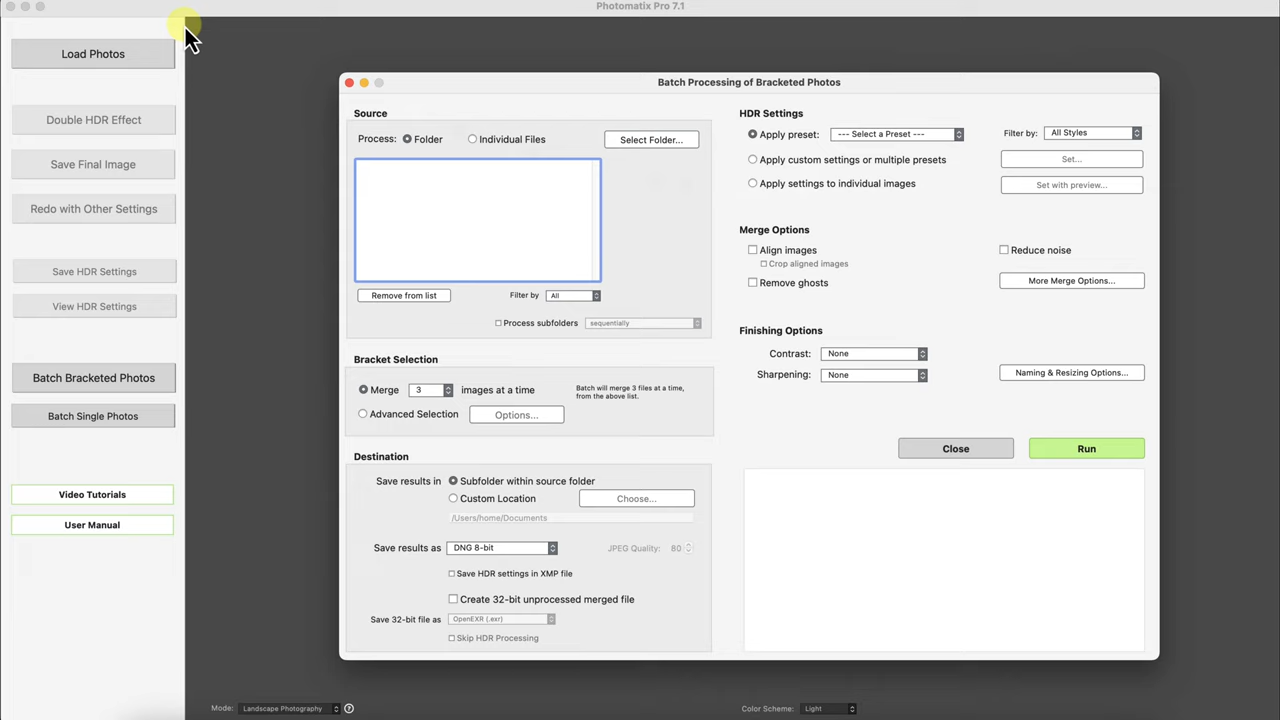 Photomatix Pro 7.1
Load Photos
Double HDR Effect
Save Final Image
Redo with Other Settings
Save HDR Settings
View HDR Settings
Batch Bracketed Photos
Batch Single Photos
Video Tutorials
User Manual
Batch Processing of Bracketed Photos
Source
Process: Folder Individual Files Select Folder...
Remove from list Filter by All
Process subfolders sequentially
Bracket Selection
Merge 3 images at a time
Batch will merge 3 files at a time,
from the above list.
Advanced Selection Options...
Destination
Save results in Subfolder within source folder
Custom Location Choose...
/Users/home/Documents
Save results as DNG 8-bit JPEG Quality: 80
Save HDR settings in XMP file
Create 32-bit unprocessed merged file
Save 32-bit file as OpenEXR (.exr)
Skip HDR Processing
HDR Settings
Apply preset: --- Select a Preset --- Filter by: All Styles
Apply custom settings or multiple presets Set...
Apply settings to individual images Set with preview...
Merge Options
Align images Reduce noise
Crop aligned images
Remove ghosts More Merge Options...
Finishing Options
Contrast: None
Sharpening: None Naming & Resizing Options...
Close Run
Mode: Landscape Photography ? Color Scheme: Light